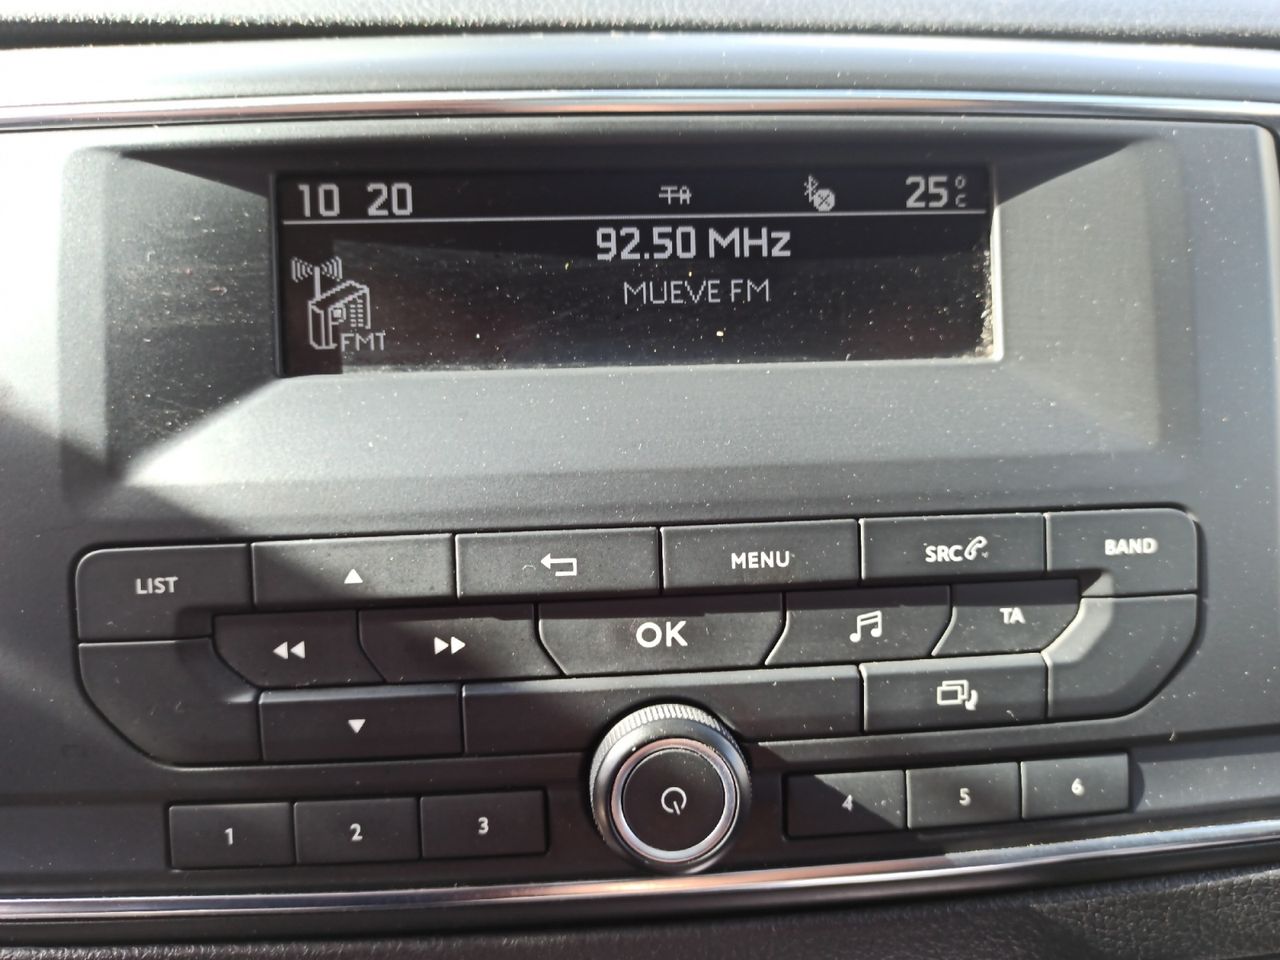 10 20 TA 25°C
92.50 MHz
MUEVE FM
FMT
LIST MENU SRC BAND
OK TA
1 2 3 4 5 6